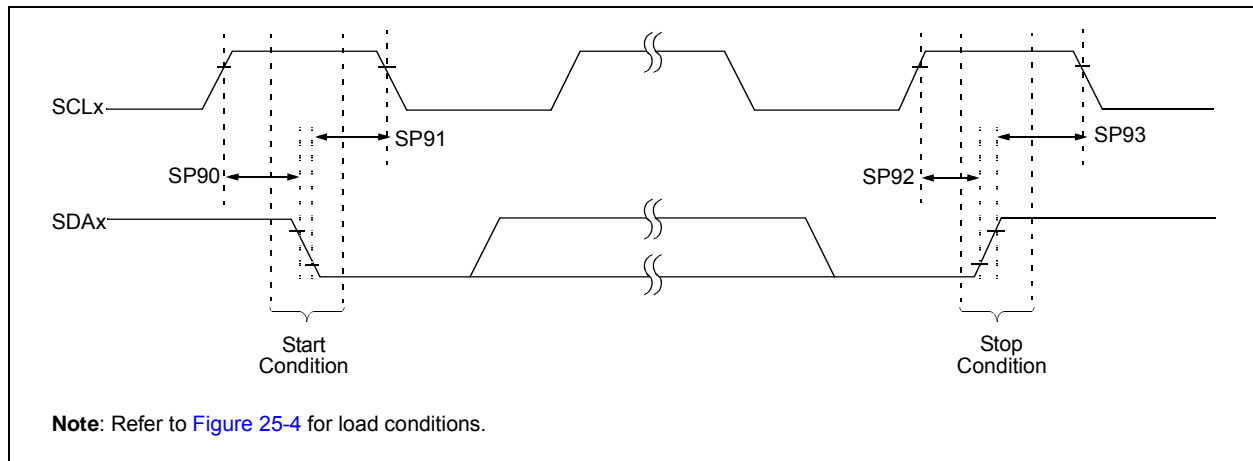 SCLx
SP91
SP93
SP90
SP92
SDAx
Start
Condition
Stop
Condition
Note: Refer to Figure 25-4 for load conditions.